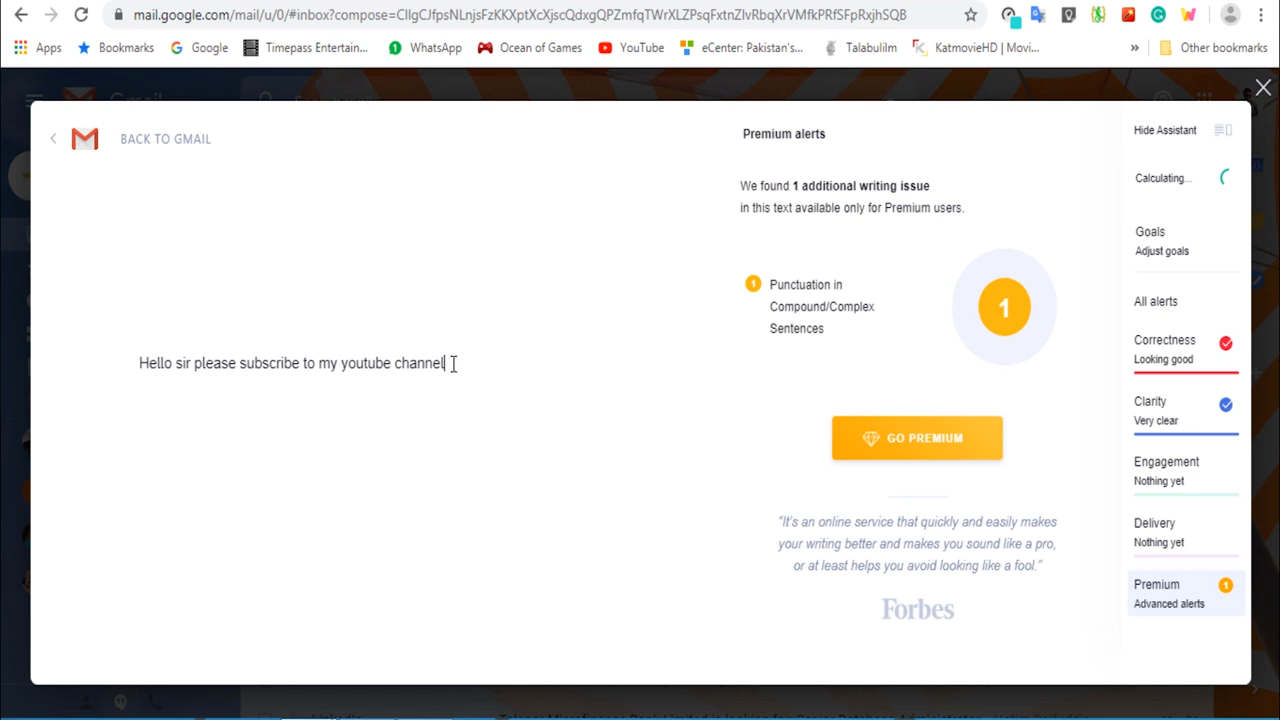 mail.google.com/mail/u/0/#inbox?compose=CllgCJfpsNLnjsFzKKXptXcXjscQdxgQPZmfqTWrXLZPsqFxtnZlvRbqXrVMfkPRfSFpRxjhSQB
Apps Bookmarks Google Timepass Entertain... WhatsApp Ocean of Games YouTube eCenter: Pakistan's... Talabulilm KatmovieHD | Movi... » Other bookmarks
BACK TO GMAIL
Hello sir please subscribe to my youtube channel
Premium alerts
We found 1 additional writing issue
in this text available only for Premium users.
1 Punctuation in
Compound/Complex
Sentences
1
GO PREMIUM
"It's an online service that quickly and easily makes
your writing better and makes you sound like a pro,
or at least helps you avoid looking like a fool."
Forbes
Hide Assistant
Calculating...
Goals
Adjust goals
All alerts
Correctness
Looking good
Clarity
Very clear
Engagement
Nothing yet
Delivery
Nothing yet
Premium 1
Advanced alerts